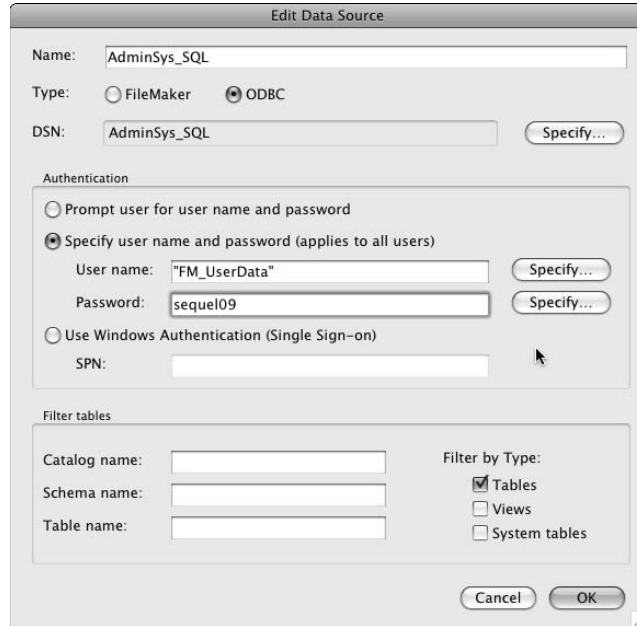 Edit Data Source
Name: AdminSys_SQL
Type: FileMaker ODBC
DSN: AdminSys_SQL Specify...
Authentication
Prompt user for user name and password
Specify user name and password (applies to all users)
User name: "FM_UserData" Specify...
Password: sequel09 Specify...
Use Windows Authentication (Single Sign-on)
SPN:
Filter tables
Catalog name: Filter by Type:
Tables
Schema name:
Views
Table name:
System tables
Cancel OK